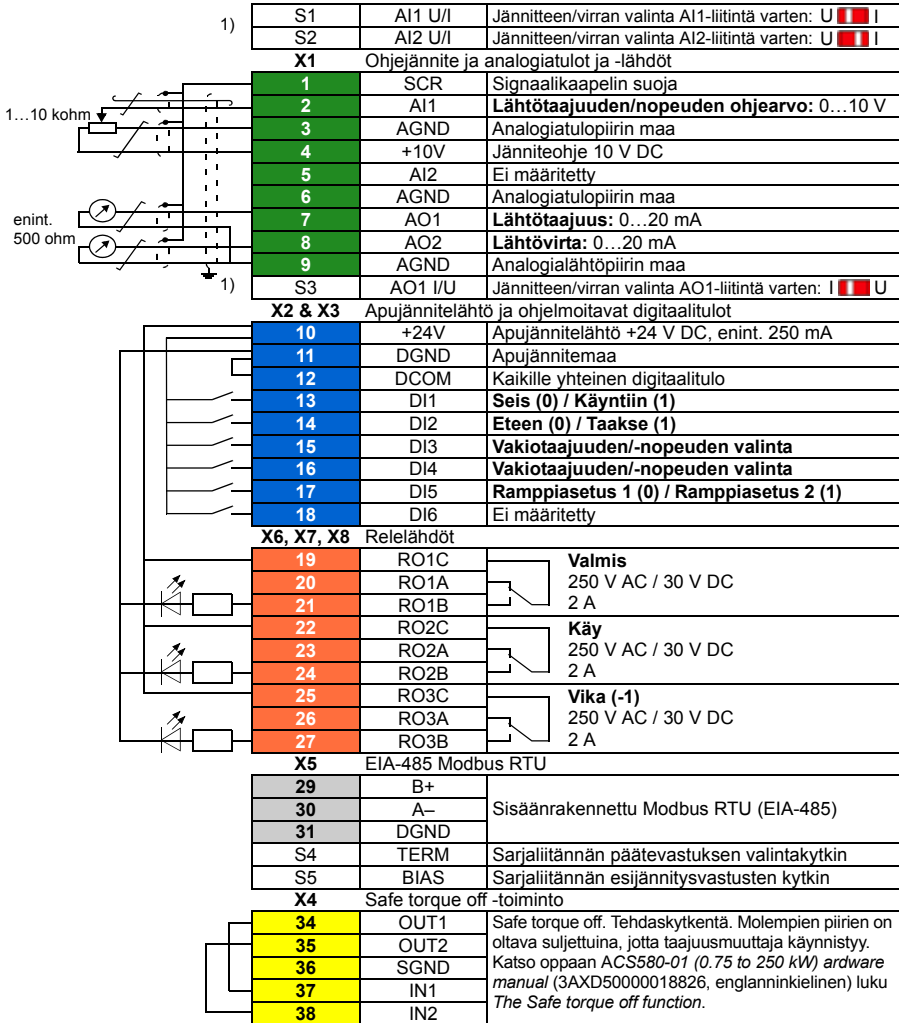 1) S1 AI1 U/I Jännitteen/virran valinta AI1-liitintä varten: U I
S2 AI2 U/I Jännitteen/virran valinta AI2-liitintä varten: U I
X1 Ohjejännite ja analogiatulot ja -lähdöt
1 SCR Signaalikaapelin suoja
1…10 kohm 2 AI1 Lähtötaajuuden/nopeuden ohjearvo: 0…10 V
3 AGND Analogiatulopiirin maa
4 +10V Jänniteohje 10 V DC
5 AI2 Ei määritetty
6 AGND Analogiatulopiirin maa
enint. 7 AO1 Lähtötaajuus: 0…20 mA
500 ohm 8 AO2 Lähtövirta: 0…20 mA
9 AGND Analogialähtöpiirin maa
1) S3 AO1 I/U Jännitteen/virran valinta AO1-liitintä varten: I U
X2 & X3 Apujännitelähtö ja ohjelmoitavat digitaalitulot
10 +24V Apujännitelähtö +24 V DC, enint. 250 mA
11 DGND Apujännitemaa
12 DCOM Kaikille yhteinen digitaalitulo
13 DI1 Seis (0) / Käyntiin (1)
14 DI2 Eteen (0) / Taakse (1)
15 DI3 Vakiotaajuuden/-nopeuden valinta
16 DI4 Vakiotaajuuden/-nopeuden valinta
17 DI5 Ramppiasetus 1 (0) / Ramppiasetus 2 (1)
18 DI6 Ei määritetty
X6, X7, X8 Relelähdöt
19 RO1C Valmis
20 RO1A 250 V AC / 30 V DC
21 RO1B 2 A
22 RO2C Käy
23 RO2A 250 V AC / 30 V DC
24 RO2B 2 A
25 RO3C Vika (-1)
26 RO3A 250 V AC / 30 V DC
27 RO3B 2 A
X5 EIA-485 Modbus RTU
29 B+
30 A– Sisäänrakennettu Modbus RTU (EIA-485)
31 DGND
S4 TERM Sarjaliitännän päätevastuksen valintakytkin
S5 BIAS Sarjaliitännän esijännitysvastusten kytkin
X4 Safe torque off -toiminto
34 OUT1 Safe torque off. Tehdaskytkentä. Molempien piirien on
35 OUT2 oltava suljettuina, jotta taajuusmuuttaja käynnistyy.
36 SGND Katso oppaan ACS580-01 (0.75 to 250 kW) ardware
37 IN1 manual (3AXD50000018826, englanninkielinen) luku
38 IN2 The Safe torque off function.